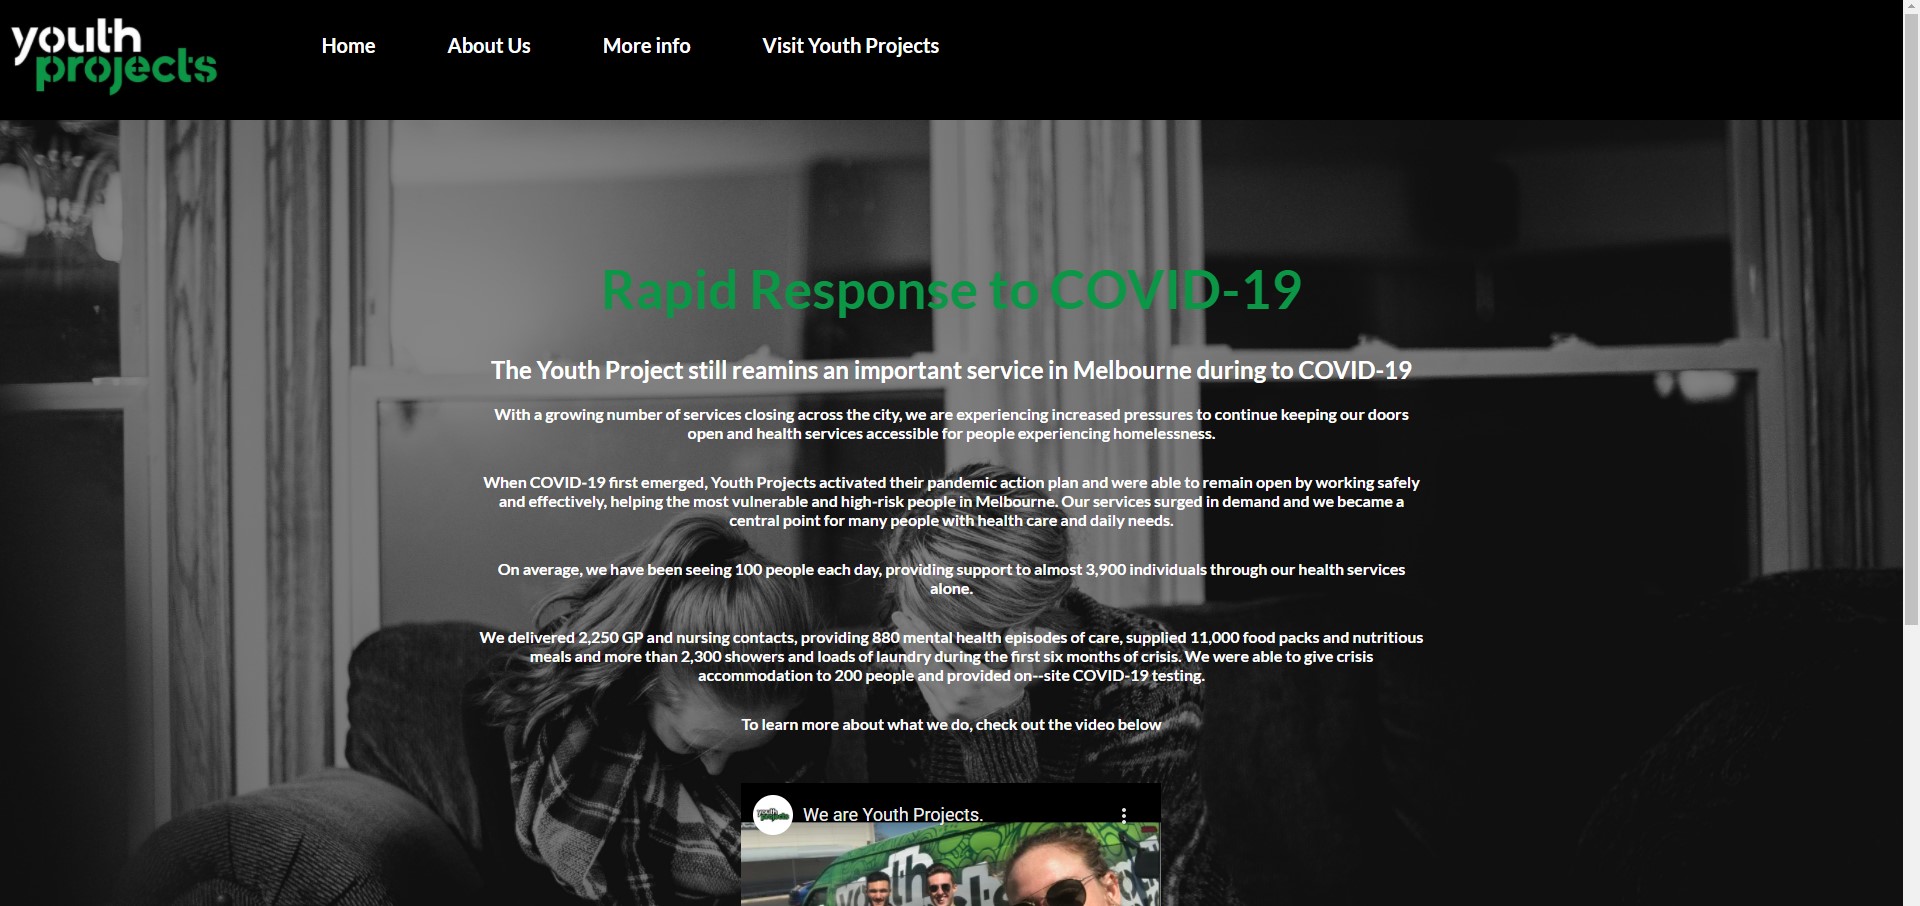 youth
projects
Home About Us More info Visit Youth Projects
Rapid Response to COVID-19
The Youth Project still reamins an important service in Melbourne during to COVID-19
With a growing number of services closing across the city, we are experiencing increased pressures to continue keeping our doors
open and health services accessible for people experiencing homelessness.
When COVID-19 first emerged, Youth Projects activated their pandemic action plan and were able to remain open by working safely
and effectively, helping the most vulnerable and high-risk people in Melbourne. Our services surged in demand and we became a
central point for many people with health care and daily needs.
On average, we have been seeing 100 people each day, providing support to almost 3,900 individuals through our health services
alone.
We delivered 2,250 GP and nursing contacts, providing 880 mental health episodes of care, supplied 11,000 food packs and nutritious
meals and more than 2,300 showers and loads of laundry during the first six months of crisis. We were able to give crisis
accommodation to 200 people and provided on--site COVID-19 testing.
To learn more about what we do, check out the video below
youth
projects
We are Youth Projects.
youth